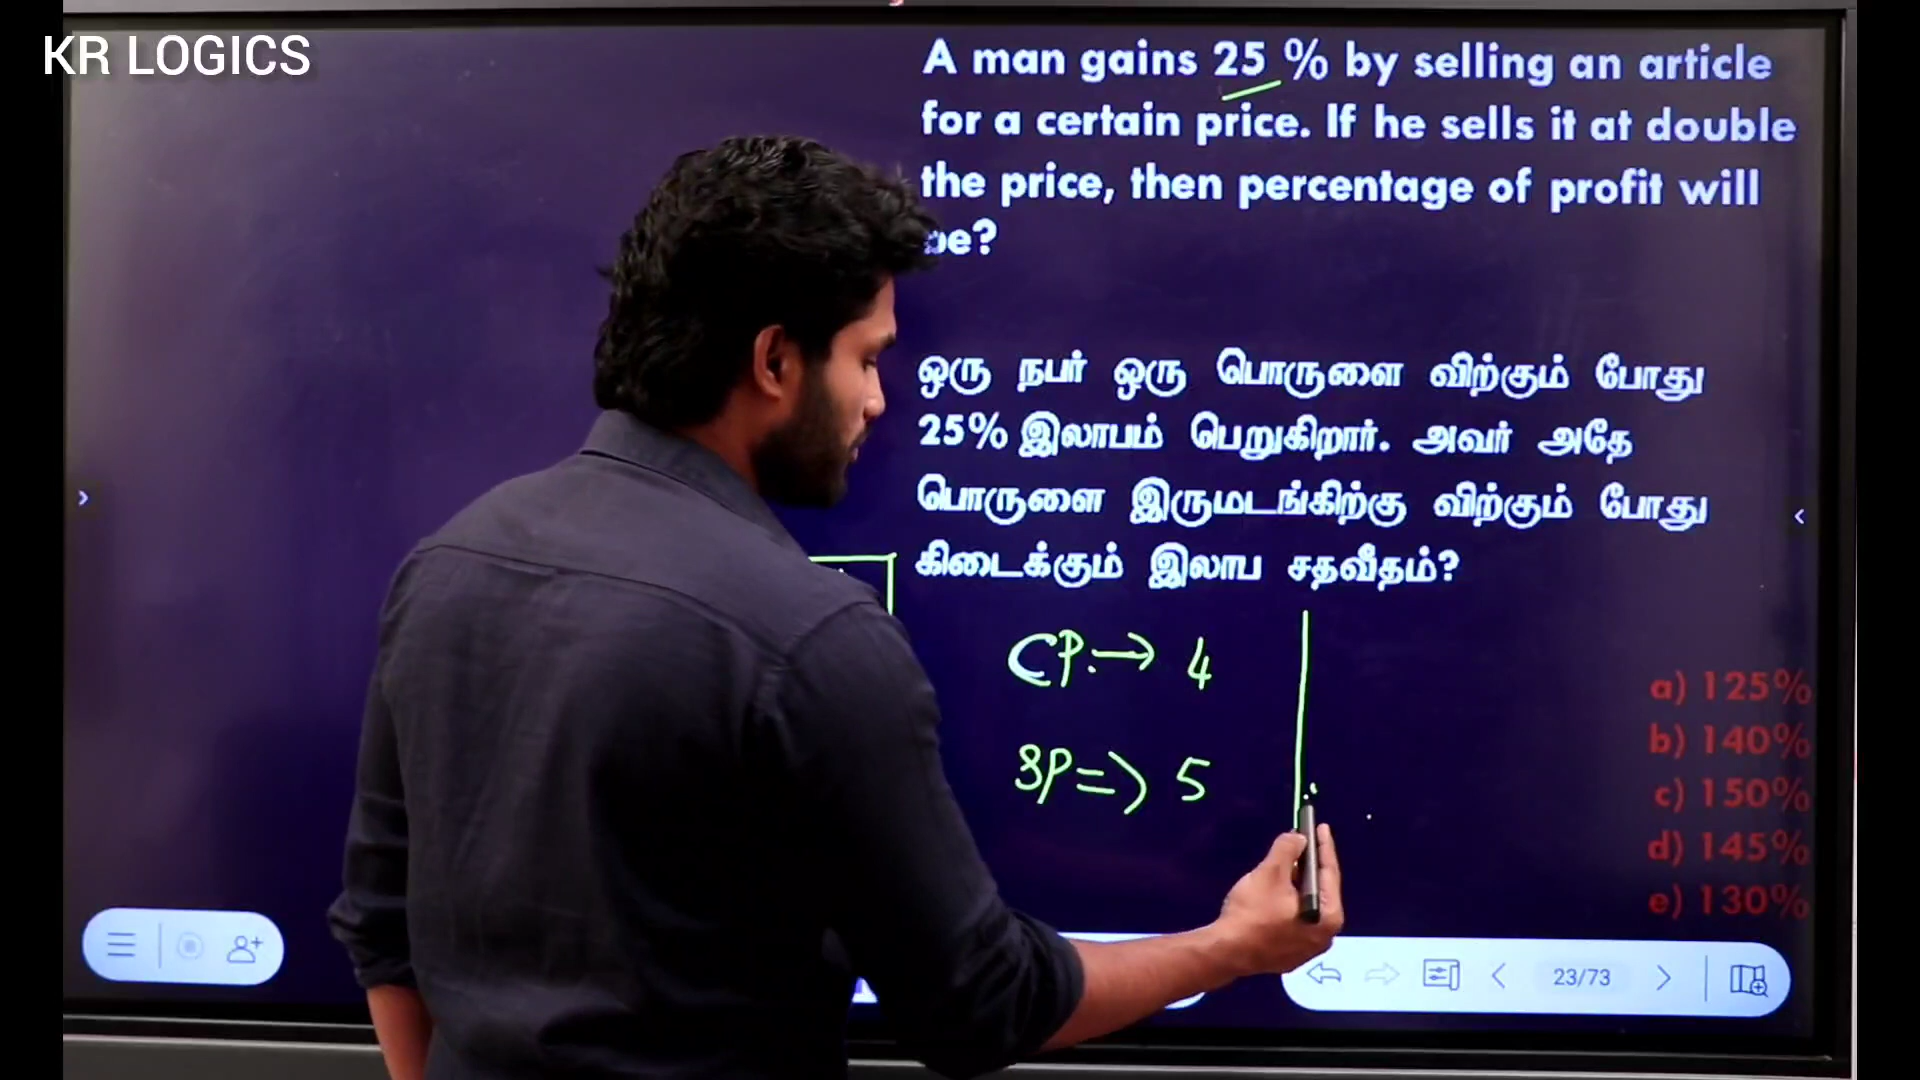 KR LOGICS
A man gains 25 % by selling an article
for a certain price. If he sells it at double
the price, then percentage of profit will
be?
ஒரு நபர் ஒரு பொருளை விற்கும் போது
25% இலாபம் பெறுகிறார். அவர் அதே
பொருளை இருமடங்கிற்கு விற்கும் போது
கிடைக்கும் இலாப சதவீதம்?
CP. → 4
SP => 5
a) 125%
b) 140%
c) 150%
d) 145%
e) 130%
23/73